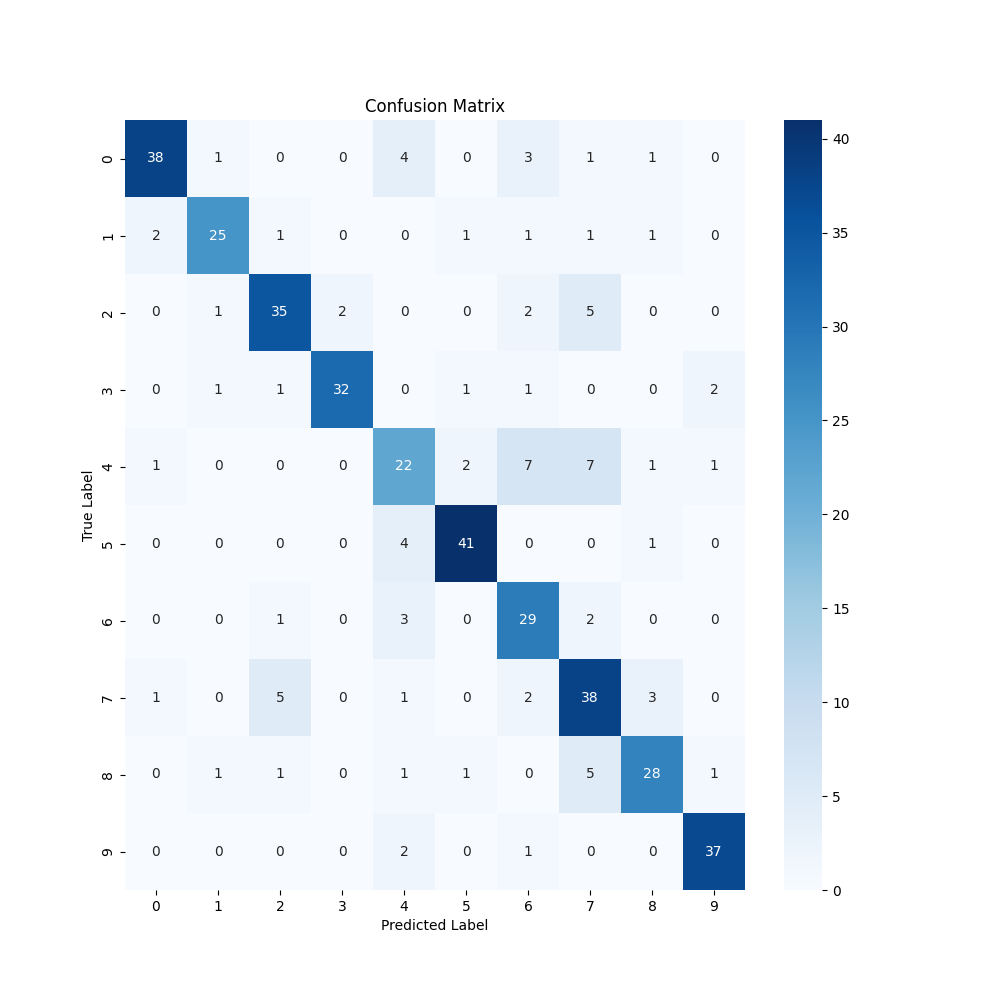 Confusion Matrix
0 38 1 0 0 4 0 3 1 1 0
1 2 25 1 0 0 1 1 1 1 0
2 0 1 35 2 0 0 2 5 0 0
3 0 1 1 32 0 1 1 0 0 2
4 1 0 0 0 22 2 7 7 1 1
5 0 0 0 0 4 41 0 0 1 0
6 0 0 1 0 3 0 29 2 0 0
7 1 0 5 0 1 0 2 38 3 0
8 0 1 1 0 1 1 0 5 28 1
9 0 0 0 0 2 0 1 0 0 37
0 1 2 3 4 5 6 7 8 9
Predicted Label
True Label
40
35
30
25
20
15
10
5
0